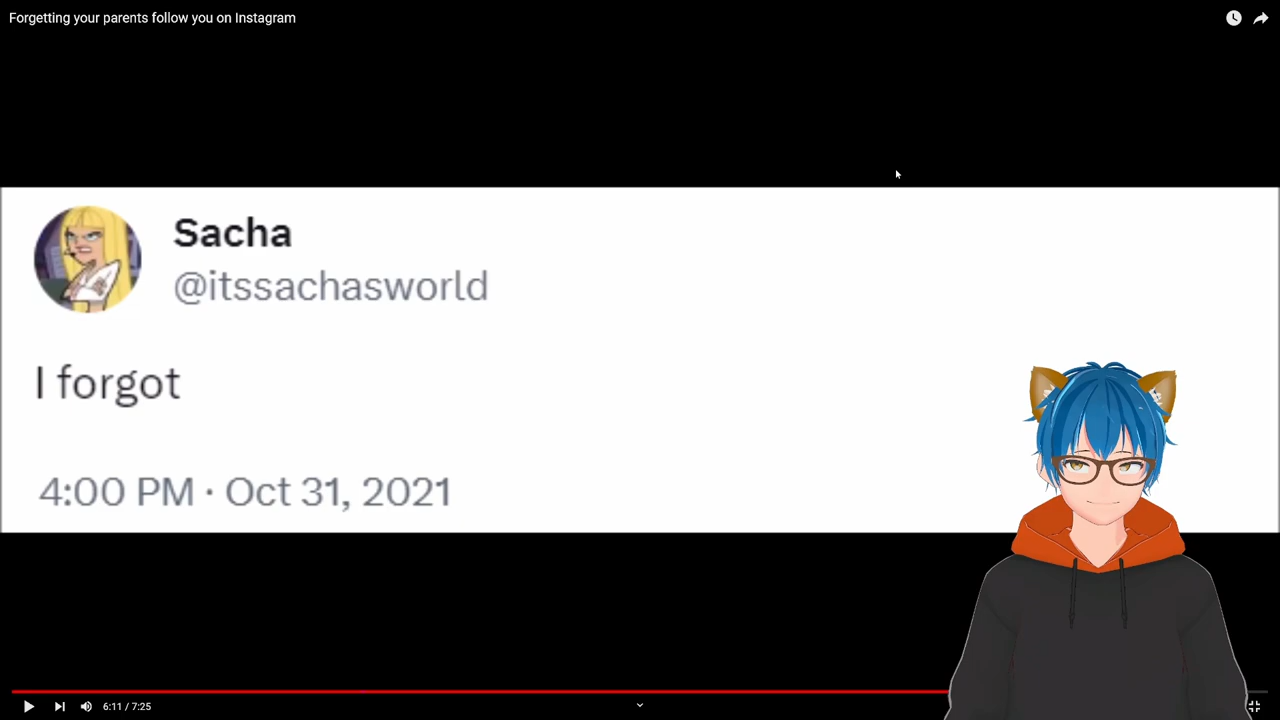 Forgetting your parents follow you on Instagram
Sacha
@itssachasworld
I forgot
4:00 PM · Oct 31, 2021
6:11 / 7:25